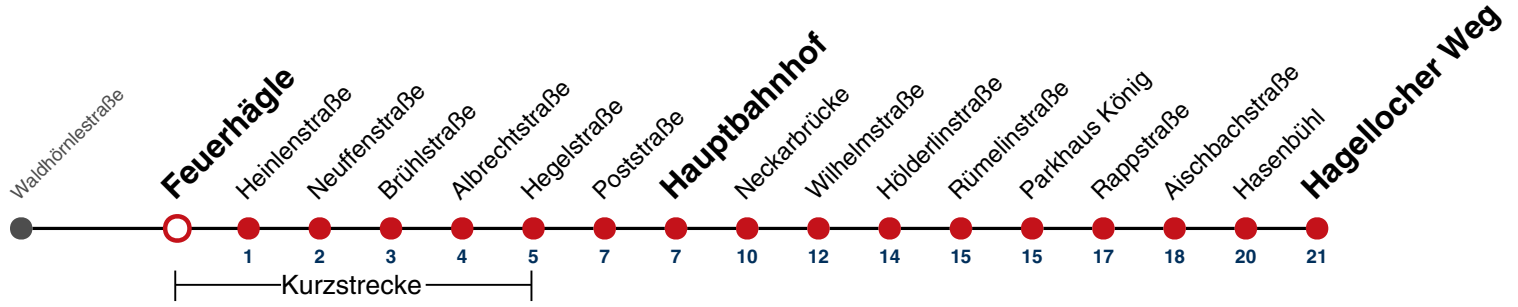 Waldhörnlestraße
Feuerhägle
Heinlenstraße
Neuffenstraße
Brühlstraße
Albrechtstraße
Hegelstraße
Poststraße
Hauptbahnhof
Neckarbrücke
Wilhelmstraße
Hölderlinstraße
Rümelinstraße
Parkhaus König
Rappstraße
Aischbachstraße
Hasenbühl
Hagellocher Weg
1 2 3 4 5 7 7 10 12 14 15 15 17 18 20 21
Kurzstrecke